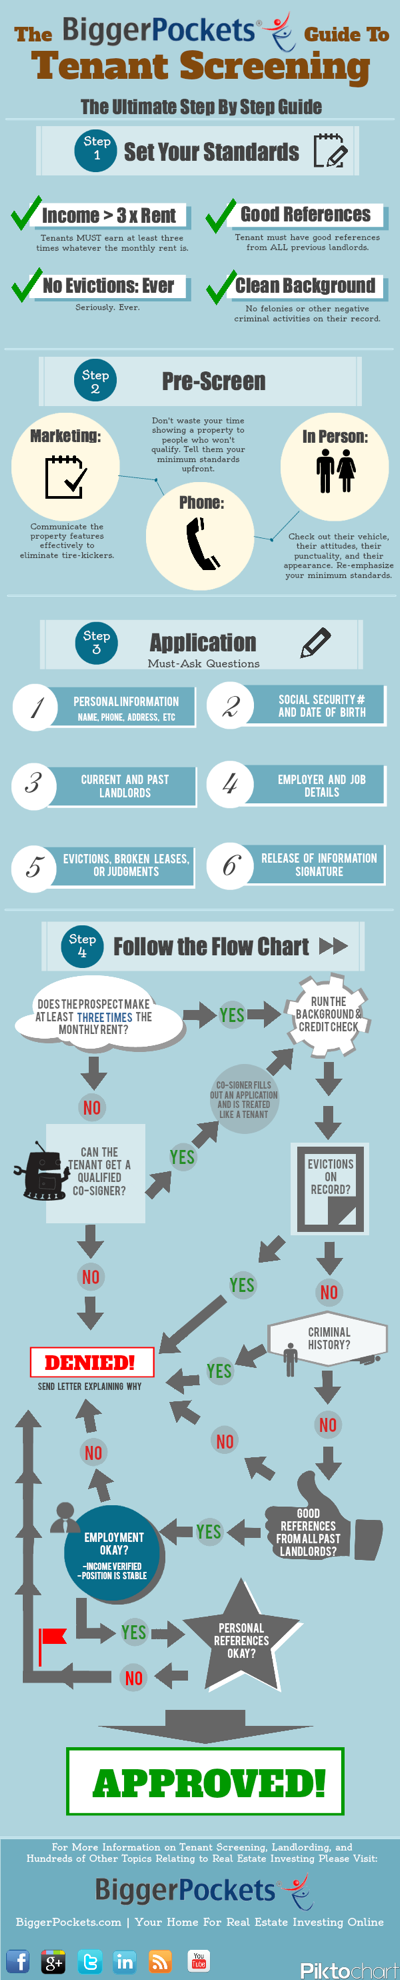 The BiggerPockets® Guide To
Tenant Screening
The Ultimate Step By Step Guide
Step
1
Set Your Standards
Income > 3 x Rent
Tenants MUST earn at least three
times whatever the monthly rent is.
Good References
Tenant must have good references
from ALL previous landlords.
No Evictions: Ever
Seriously. Ever.
Clean Background
No felonies or other negative
criminal activities on their record.
Step
2
Pre-Screen
Marketing:
Communicate the
property features
effectively to
eliminate tire-kickers.
Don't waste your time
showing a property to
people who won't
qualify. Tell them your
minimum standards
upfront.
Phone:
In Person:
Check out their vehicle,
their attitudes, their
punctuality, and their
appearance. Re-emphasize
your minimum standards.
Step
3
Application
Must-Ask Questions
1
PERSONAL INFORMATION
NAME, PHONE, ADDRESS, ETC
2
SOCIAL SECURITY #
AND DATE OF BIRTH
3
CURRENT AND PAST
LANDLORDS
4
EMPLOYER AND JOB
DETAILS
5
EVICTIONS, BROKEN LEASES,
OR JUDGMENTS
6
RELEASE OF INFORMATION
SIGNATURE
Step
4
Follow the Flow Chart
DOES THE PROSPECT MAKE
AT LEAST THREE TIMES THE
MONTHLY RENT?
YES
RUN THE
BACKGROUND &
CREDIT CHECK
NO
CO-SIGNER FILLS
OUT AN APPLICATION
AND IS TREATED
LIKE A TENANT
CAN THE
TENANT GET A
QUALIFIED
CO-SIGNER?
YES
EVICTIONS
ON
RECORD?
NO
YES
NO
DENIED!
SEND LETTER EXPLAINING WHY
CRIMINAL
HISTORY?
YES
NO
NO
NO
GOOD
REFERENCES
FROM ALL PAST
LANDLORDS?
YES
EMPLOYMENT
OKAY?
-INCOME VERIFIED
-POSITION IS STABLE
YES
PERSONAL
REFERENCES
OKAY?
NO
APPROVED!
For More Information on Tenant Screening, Landlording, and
Hundreds of Other Topics Relating to Real Estate Investing Please Visit:
BiggerPockets®
BiggerPockets.com | Your Home For Real Estate Investing Online
f
g+
t
in
You
Tube
Piktochart